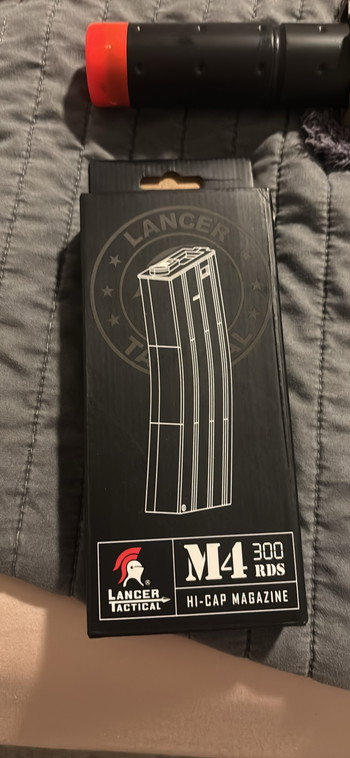 LANCER
TACTICAL
LANCER
TACTICAL
®
M4 300
RDS
HI-CAP MAGAZINE